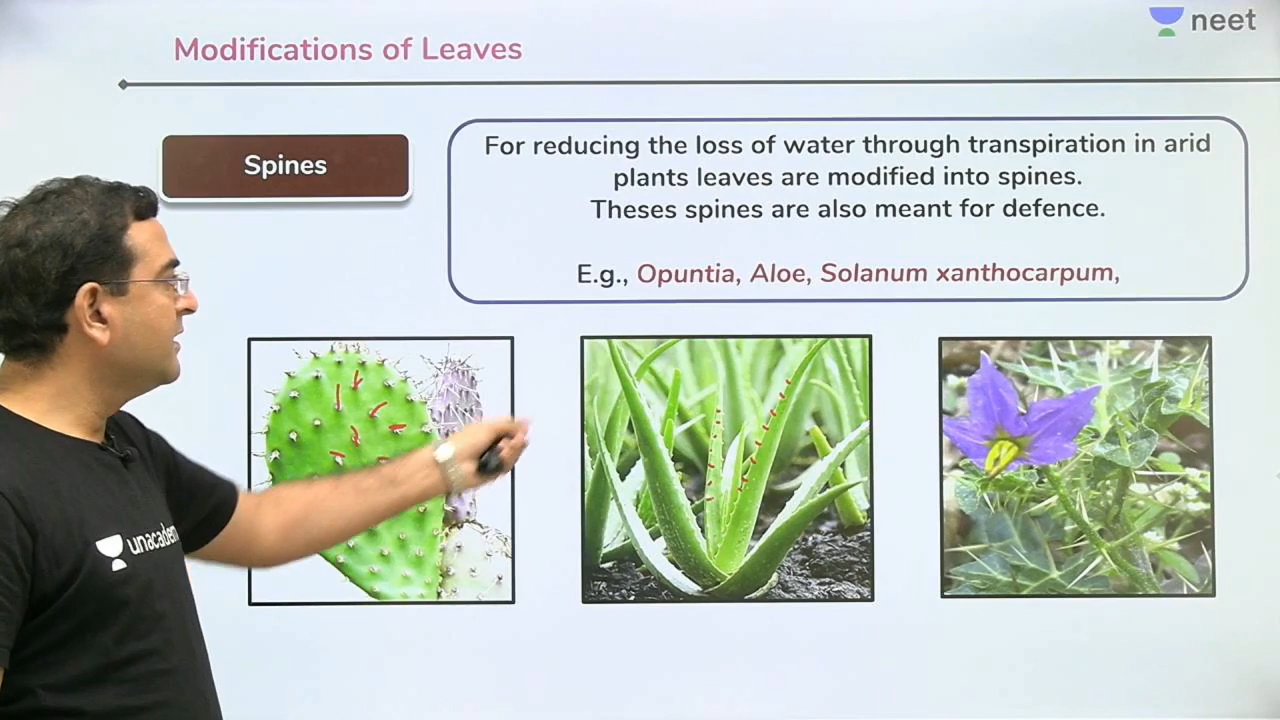 neet
Modifications of Leaves
Spines
For reducing the loss of water through transpiration in arid
plants leaves are modified into spines.
Theses spines are also meant for defence.
E.g., Opuntia, Aloe, Solanum xanthocarpum,
unacadem